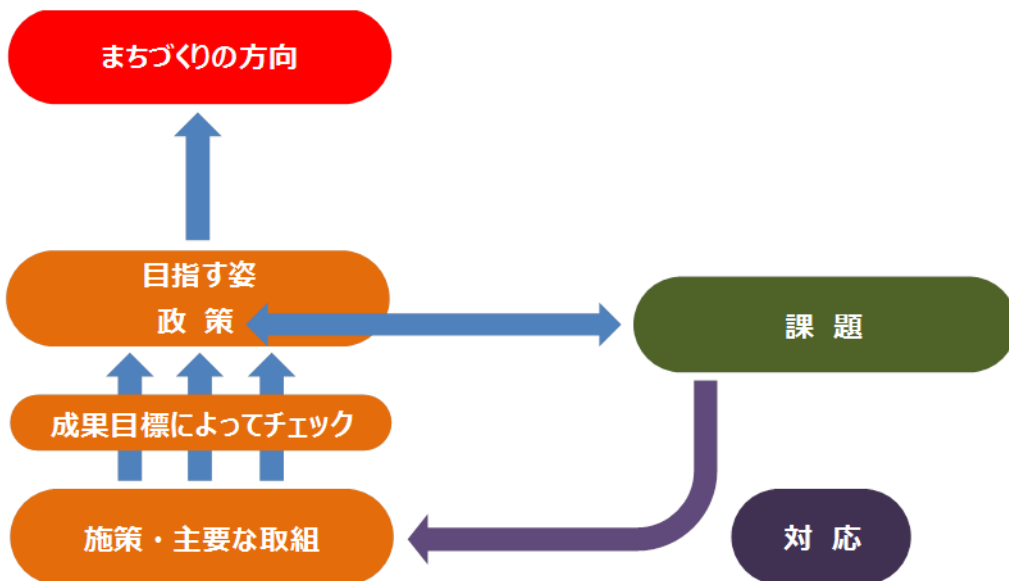 まちづくりの方向
目指す姿
政 策
課 題
成果目標によってチェック
施策・主要な取組
対 応